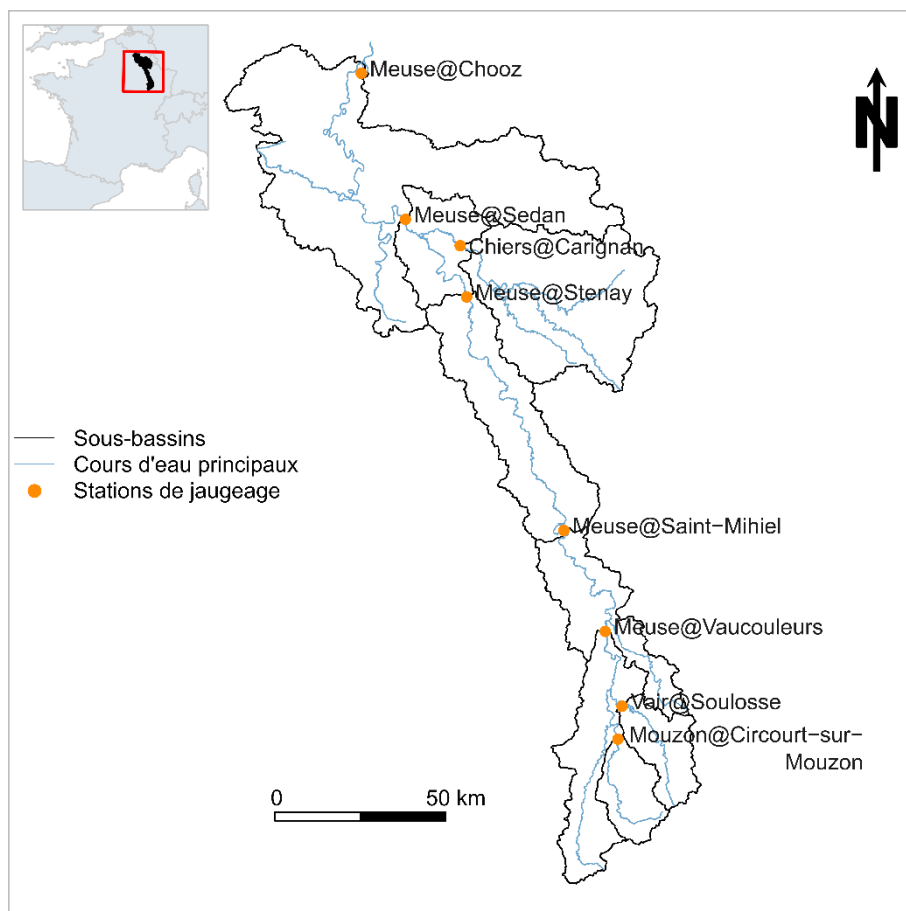 Meuse@Chooz
N
Meuse@Sedan
Chiers@Carignan
Meuse@Stenay
Sous-bassins
Cours d'eau principaux
Stations de jaugeage
Meuse@Saint−Mihiel
Meuse@Vaucouleurs
Vair@Soulosse
Mouzon@Circourt−sur−
Mouzon
0 50 km